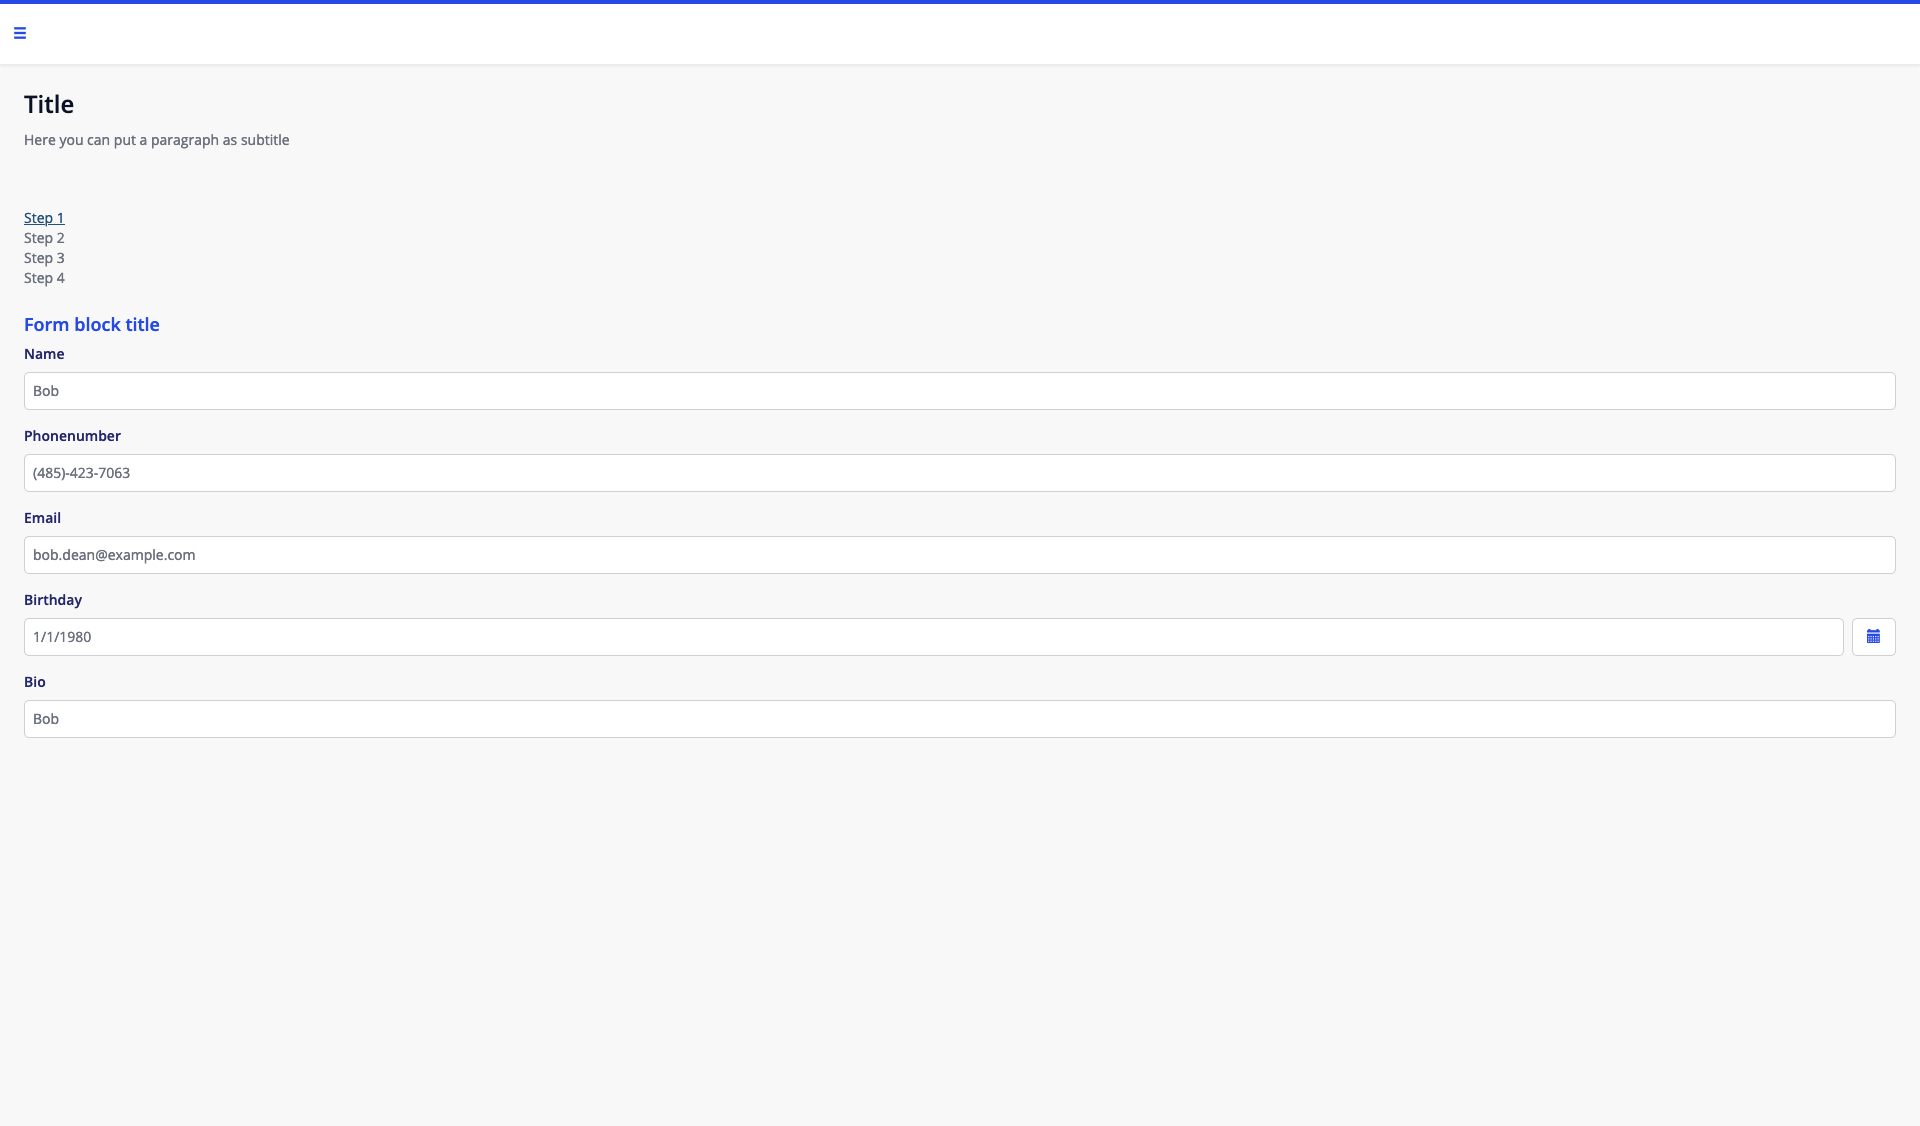 Title
Here you can put a paragraph as subtitle
Step 1
Step 2
Step 3
Step 4
Form block title
Name
Bob
Phonenumber
(485)-423-7063
Email
bob.dean@example.com
Birthday
1/1/1980
Bio
Bob